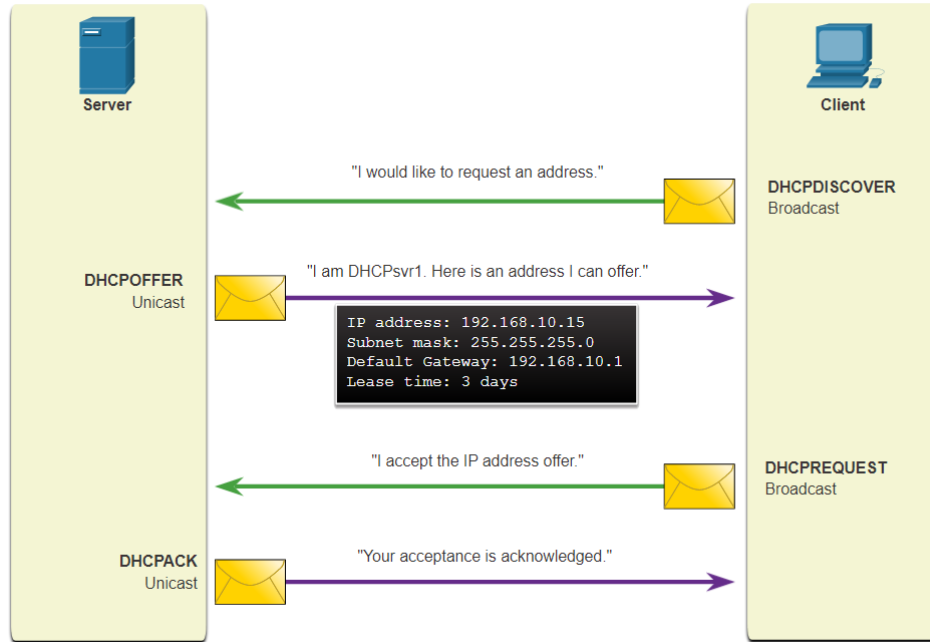 Server
Client
"I would like to request an address."
DHCPDISCOVER
Broadcast
"I am DHCPsvr1. Here is an address I can offer."
DHCPOFFER
Unicast
IP address: 192.168.10.15
Subnet mask: 255.255.255.0
Default Gateway: 192.168.10.1
Lease time: 3 days
"I accept the IP address offer."
DHCPREQUEST
Broadcast
"Your acceptance is acknowledged."
DHCPACK
Unicast